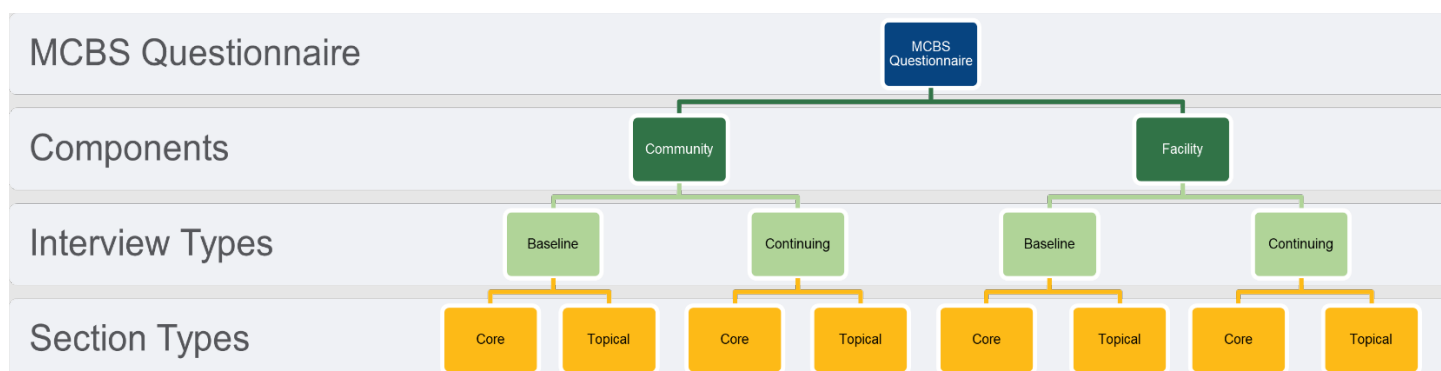 MCBS Questionnaire
MCBS
Questionnaire
Components
Community
Facility
Interview Types
Baseline
Continuing
Baseline
Continuing
Section Types
Core
Topical
Core
Topical
Core
Topical
Core
Topical